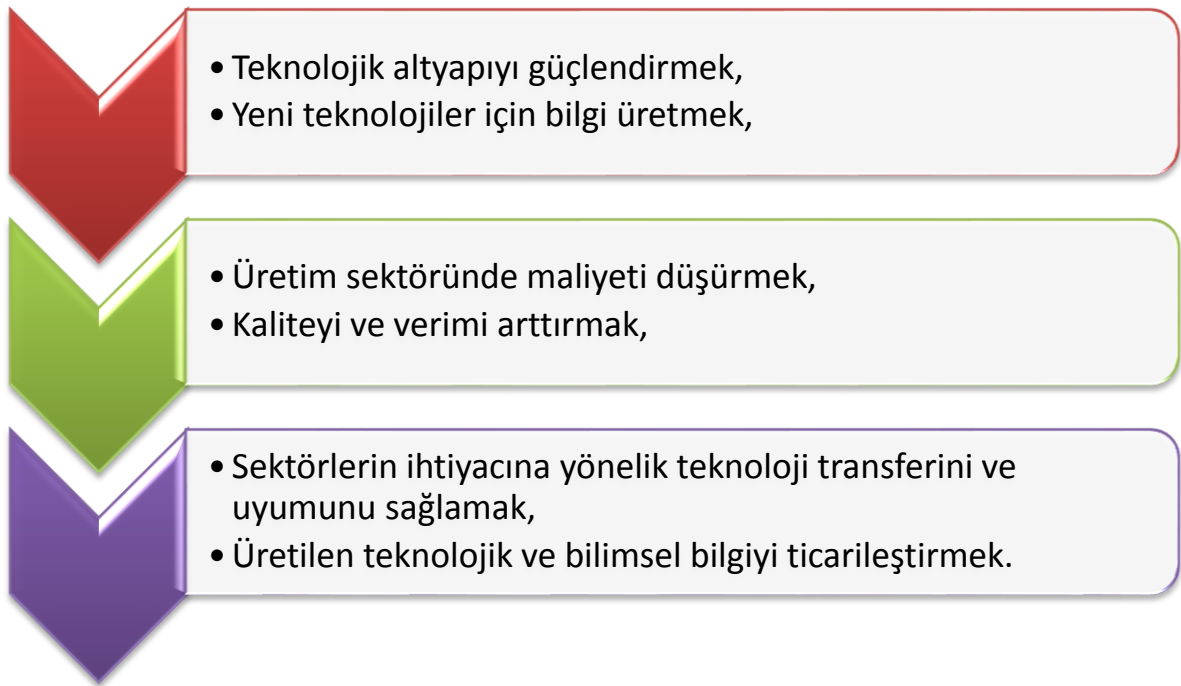 • Teknolojik altyapıyı güçlendirmek,
• Yeni teknolojiler için bilgi üretmek,
• Üretim sektöründe maliyeti düşürmek,
• Kaliteyi ve verimi arttırmak,
• Sektörlerin ihtiyacına yönelik teknoloji transferini ve
uyumunu sağlamak,
• Üretilen teknolojik ve bilimsel bilgiyi ticarileştirmek.